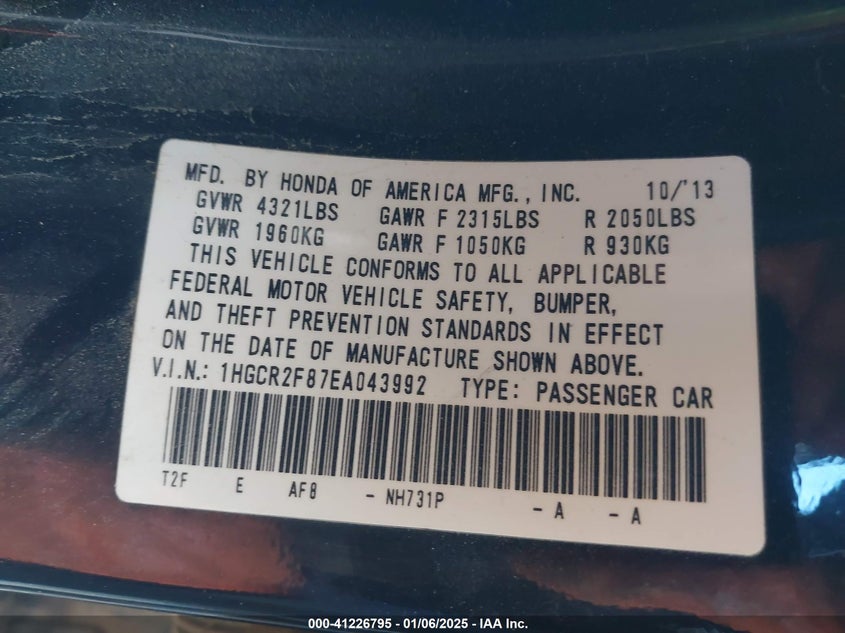 MFD. BY HONDA OF AMERICA MFG., INC. 10/'13
GVWR 4321LBS GAWR F 2315LBS R 2050LBS
GVWR 1960KG GAWR F 1050KG R 930KG
THIS VEHICLE CONFORMS TO ALL APPLICABLE
FEDERAL MOTOR VEHICLE SAFETY, BUMPER,
AND THEFT PREVENTION STANDARDS IN EFFECT
ON THE DATE OF MANUFACTURE SHOWN ABOVE.
V.I.N.: 1HGCR2F87EA043992 TYPE: PASSENGER CAR
T2F E AF8 - NH731P - A - A
000-41226795 - 01/06/2025 - IAA Inc.